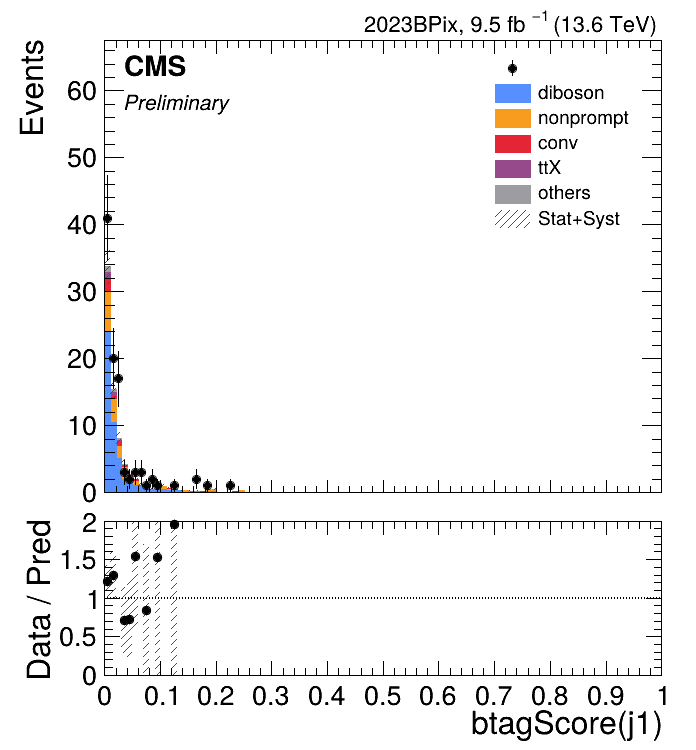 2023BPix, 9.5 fb⁻¹ (13.6 TeV)
CMS
Preliminary
Events
diboson
nonprompt
conv
ttX
others
Stat+Syst
60
50
40
30
20
10
0
Data / Pred
2
1.5
1
0.5
0
0 0.1 0.2 0.3 0.4 0.5 0.6 0.7 0.8 0.9 1
btagScore(j1)